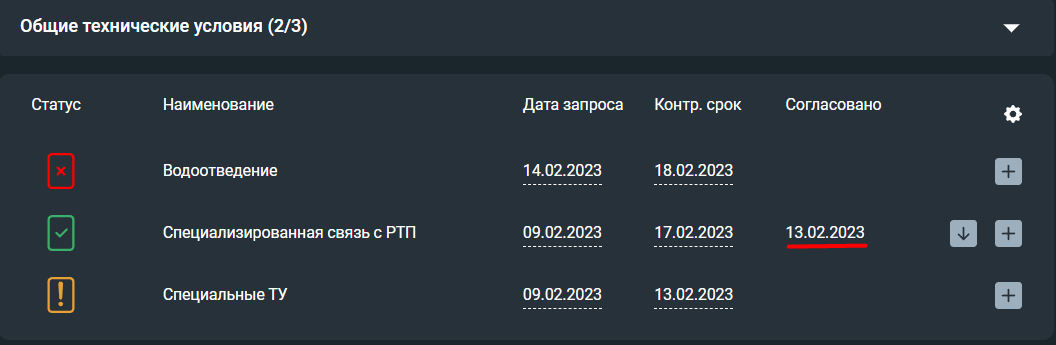 Общие технические условия (2/3)
Статус Наименование Дата запроса Контр. срок Согласовано
Водоотведение 14.02.2023 18.02.2023
Специализированная связь с РТП 09.02.2023 17.02.2023 13.02.2023
Специальные ТУ 09.02.2023 13.02.2023